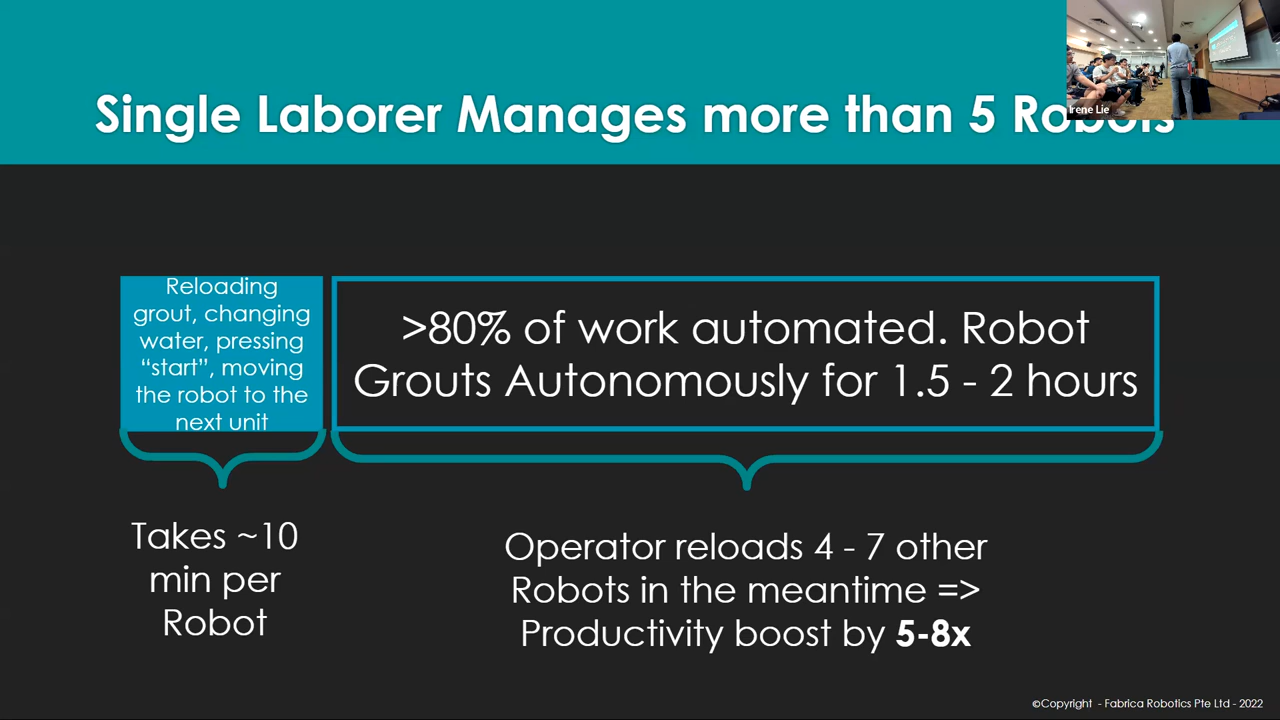 Single Laborer Manages more than 5 Robots
Irene Lie
Reloading
grout, changing
water, pressing
“start”, moving
the robot to the
next unit
>80% of work automated. Robot
Grouts Autonomously for 1.5 - 2 hours
Takes ~10
min per
Robot
Operator reloads 4 - 7 other
Robots in the meantime =>
Productivity boost by 5-8x
©Copyright - Fabrica Robotics Pte Ltd - 2022